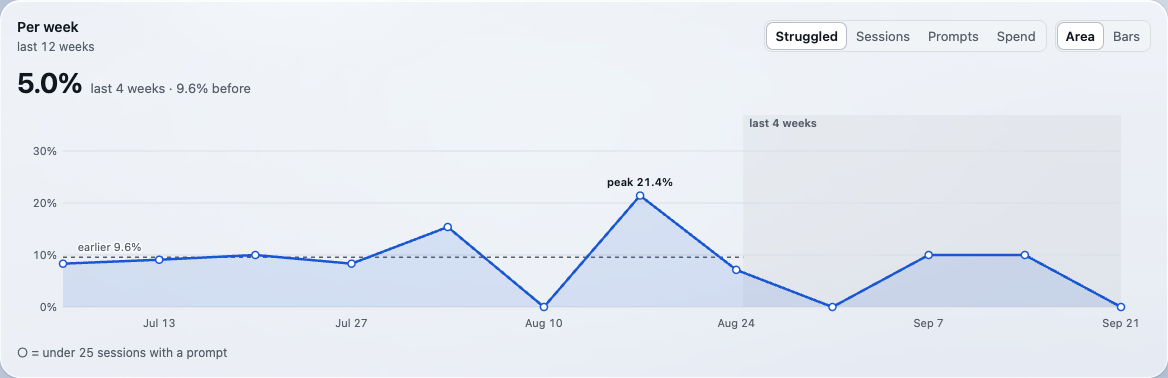 Per week
last 12 weeks
Struggled Sessions Prompts Spend Area Bars
5.0% last 4 weeks · 9.6% before
last 4 weeks
30%
peak 21.4%
20%
earlier 9.6%
10%
0%
Jul 13 Jul 27 Aug 10 Aug 24 Sep 7 Sep 21
O = under 25 sessions with a prompt